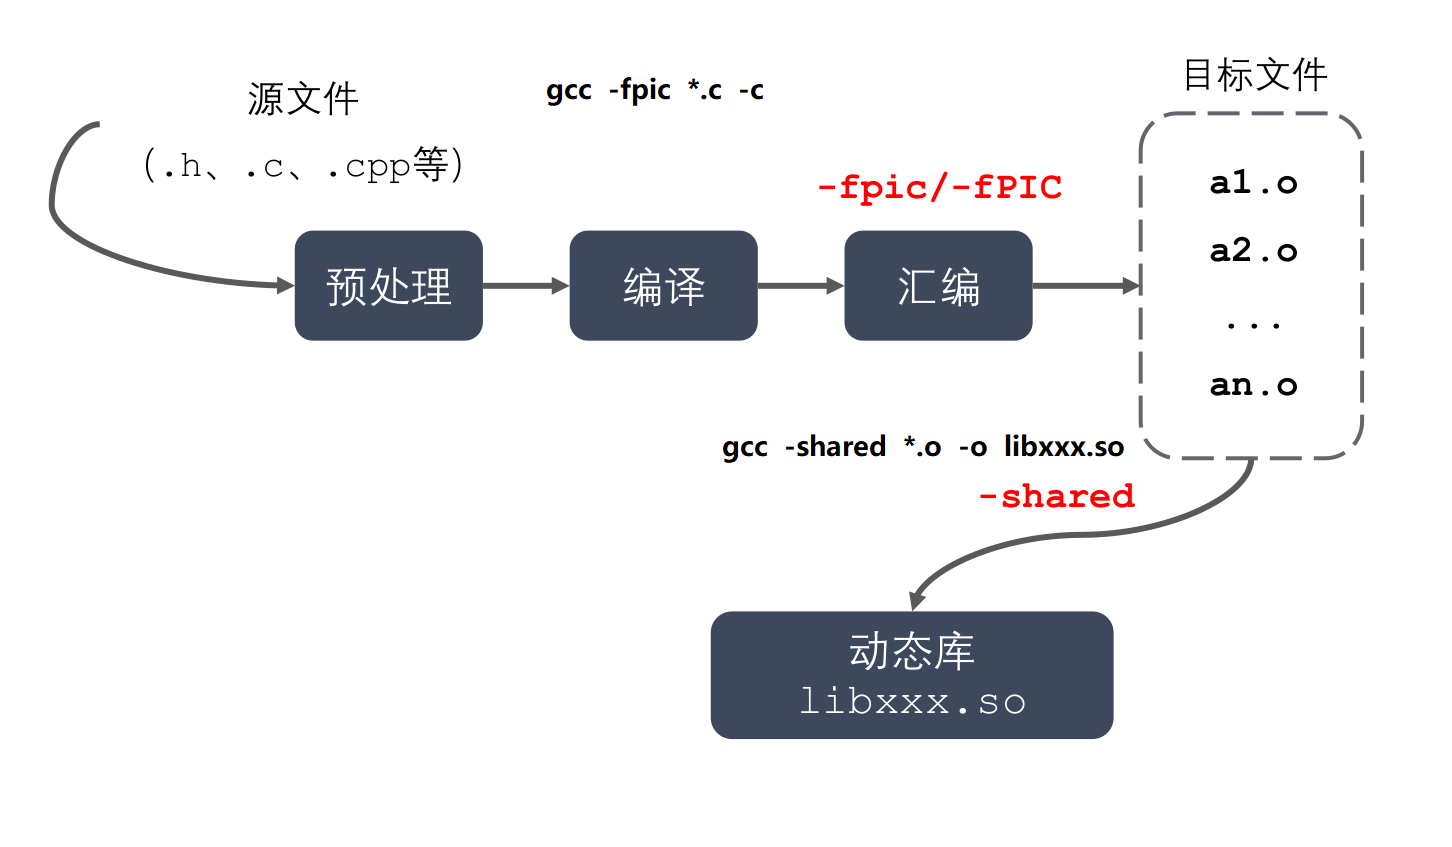 源文件
(.h、.c、.cpp等)
gcc -fpic *.c -c
-fpic/-fPIC
预处理
编译
汇编
目标文件
a1.o
a2.o
...
an.o
gcc -shared *.o -o libxxx.so
-shared
动态库
libxxx.so